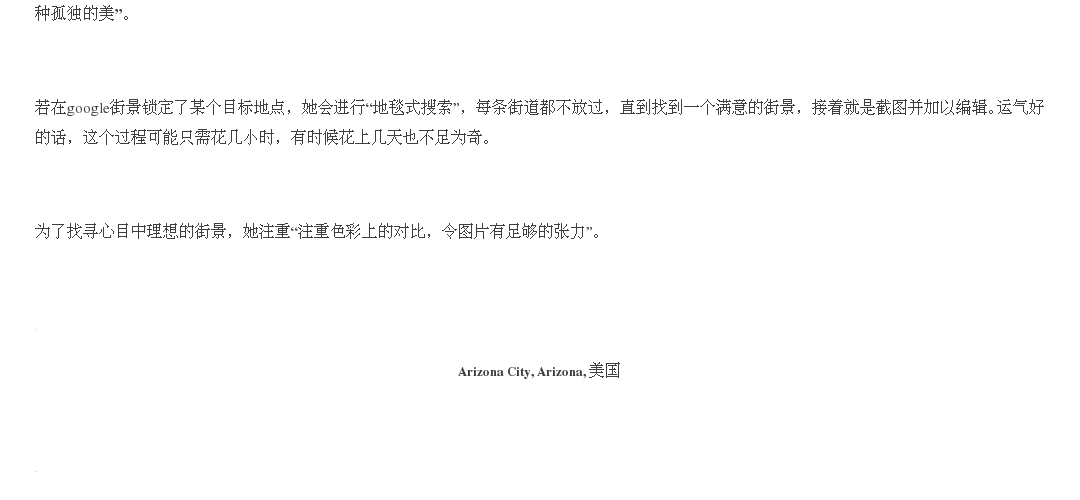 种孤独的美”。
若在google街景锁定了某个目标地点，她会进行“地毯式搜索”，每条街道都不放过，直到找到一个满意的街景，接着就是截图并加以编辑。运气好
的话，这个过程可能只需花几小时，有时候花上几天也不足为奇。
为了找寻心目中理想的街景，她注重“注重色彩上的对比，令图片有足够的张力”。
Arizona City, Arizona, 美国